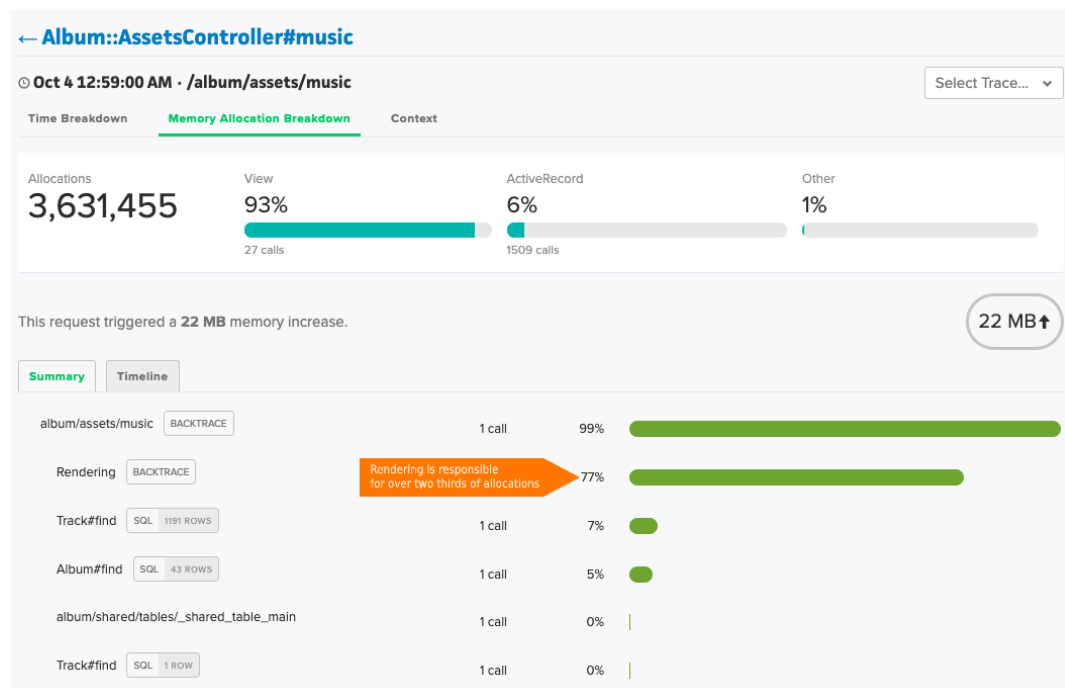 ← Album::AssetsController#music
Oct 4 12:59:00 AM · /album/assets/music
Select Trace...
Time Breakdown Memory Allocation Breakdown Context
Allocations View ActiveRecord Other
3,631,455 93% 6% 1%
27 calls 1509 calls
This request triggered a 22 MB memory increase.
22 MB↑
Summary Timeline
album/assets/music BACKTRACE 1 call 99%
Rendering BACKTRACE 77%
Rendering is responsible
for over two thirds of allocations
Track#find SQL 1191 ROWS 1 call 7%
Album#find SQL 43 ROWS 1 call 5%
album/shared/tables/_shared_table_main 1 call 0%
Track#find SQL 1 ROW 1 call 0%